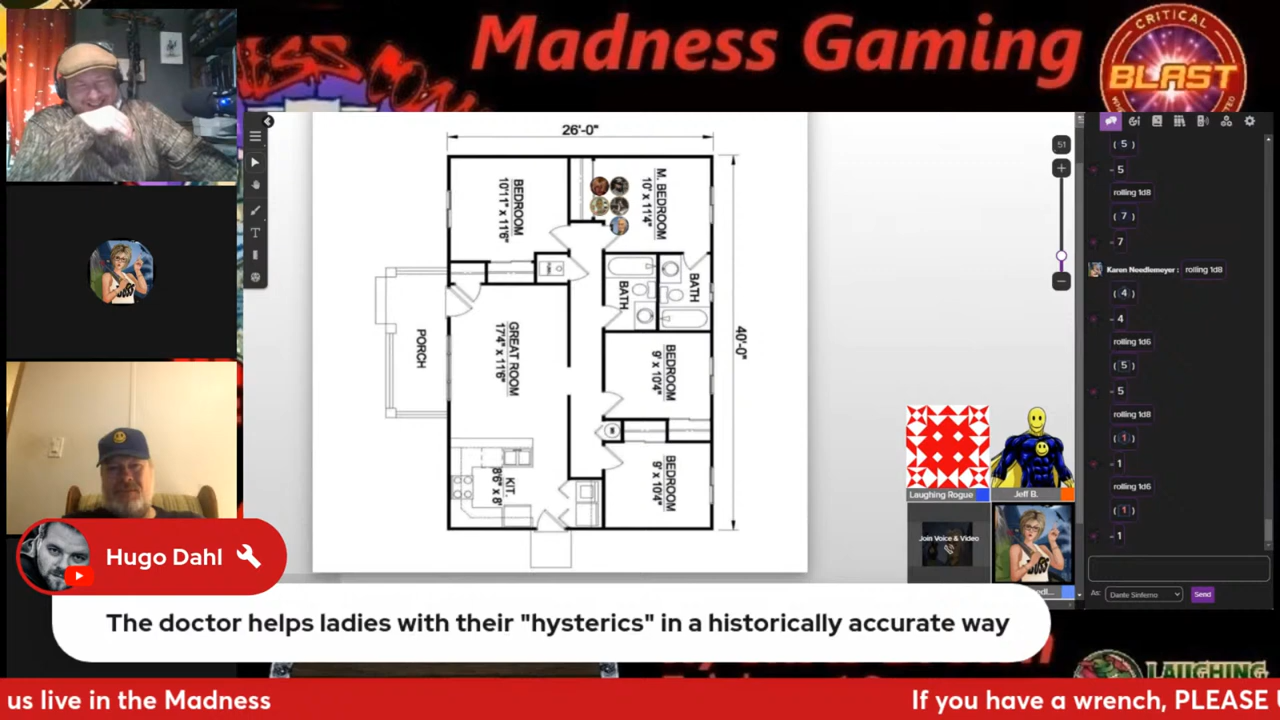 Madness Gaming
CRITICAL
BLAST
26'-0"
BEDROOM
10'11" x 11'6"
M. BEDROOM
10' x 11'4"
BATH
BATH
PORCH
GREAT ROOM
17'4" x 11'6"
40'-0"
BEDROOM
9' x 10'4"
KIT.
8'6" x 8'
BEDROOM
9' x 10'4"
51
( 5 )
- 5
rolling 1d8
( 7 )
- 7
Karen Needlemeyer : rolling 1d8
( 4 )
- 4
rolling 1d6
( 5 )
- 5
rolling 1d8
( 1 )
- 1
rolling 1d6
( 1 )
- 1
Laughing Rogue
Jeff B.
Join Voice & Video
As:
Dante Sinferno
Send
Hugo Dahl
The doctor helps ladies with their "hysterics" in a historically accurate way
LAUGHING
us live in the Madness
If you have a wrench, PLEASE